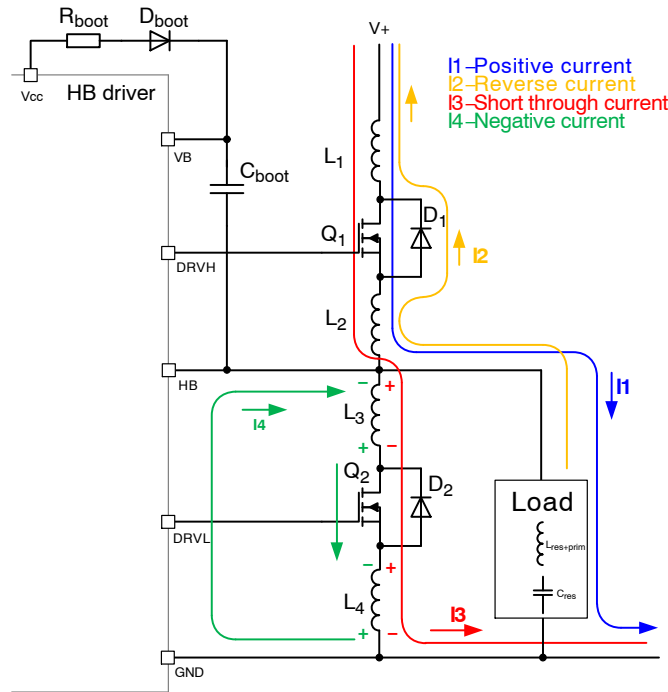 Rboot
Dboot
V+
I1–Positive current
I2–Reverse current
I3–Short through current
I4–Negative current
Vcc
HB driver
VB
Cboot
L1
D1
Q1
I2
DRVH
L2
HB
I1
– +
L3
I4
+ –
Q2
D2
Load
Lres+prim
DRVL
– +
Cres
L4
+ –
I3
GND